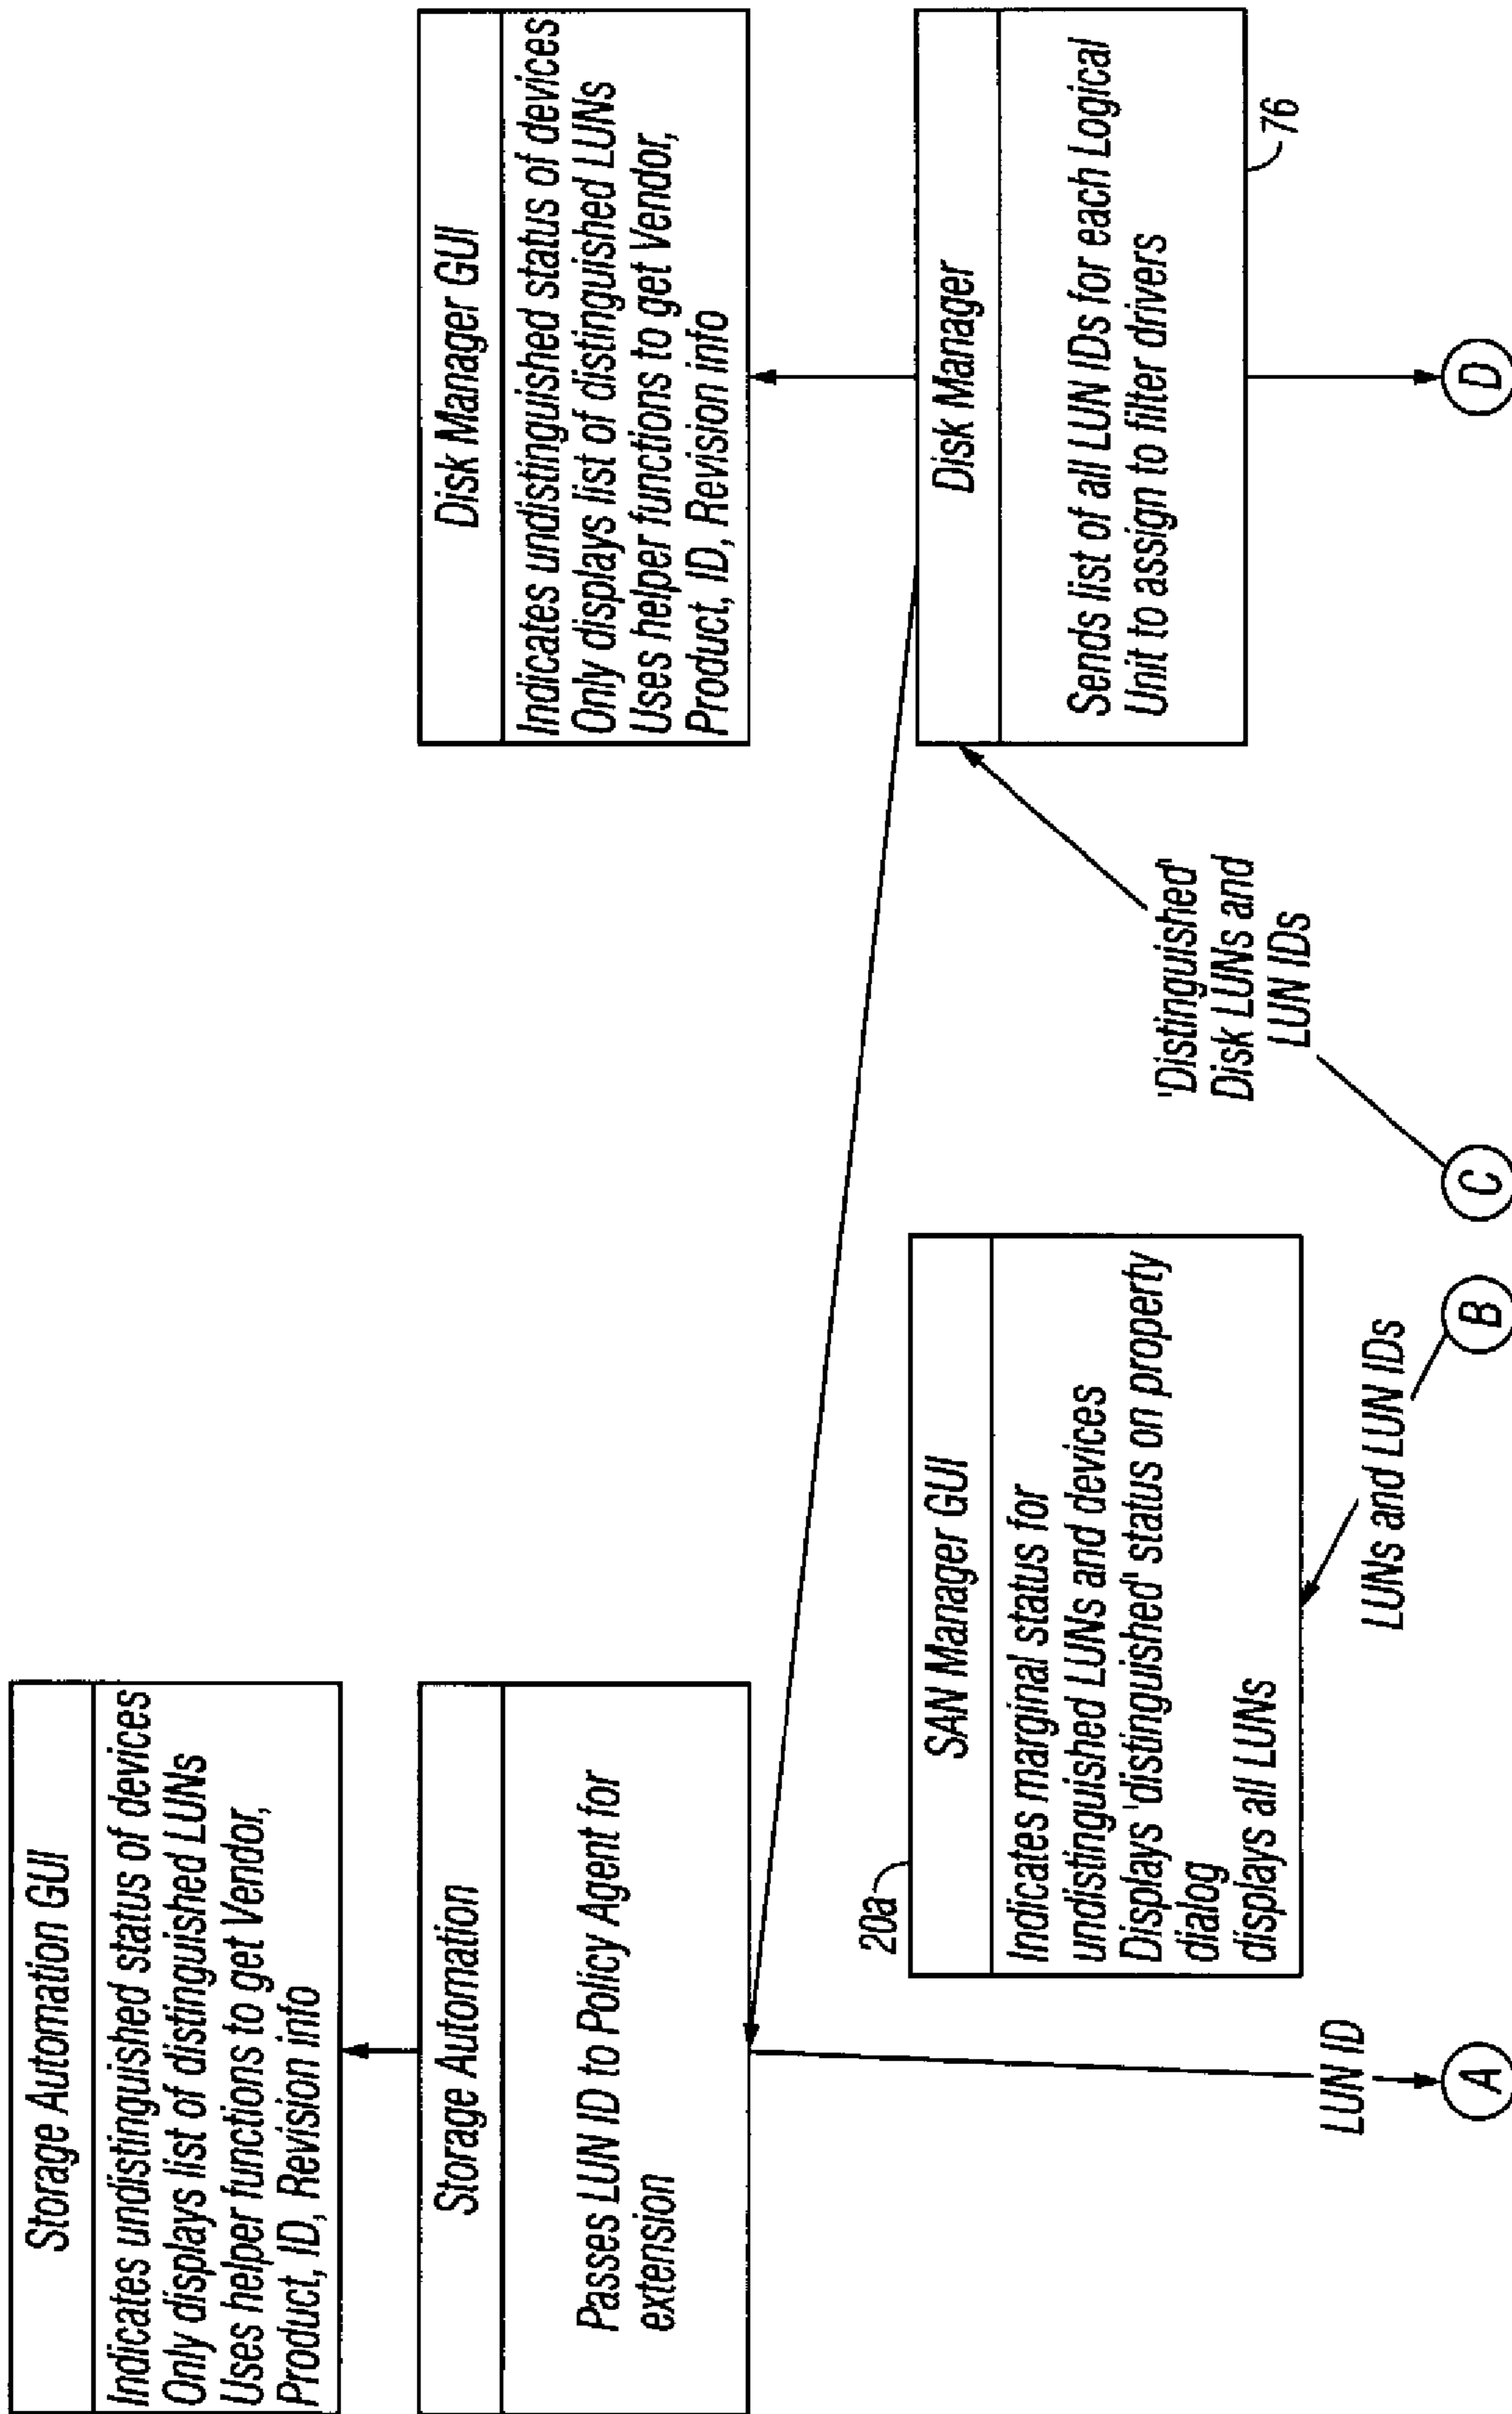 Storage Automation GUI
Indicates undistinguished status of devices
Only displays list of distinguished LUNs
Uses helper functions to get Vendor,
Product, ID, Revision info
Storage Automation
Passes LUN ID to Policy Agent for
extension
Disk Manager GUI
Indicates undistinguished status of devices
Only displays list of distinguished LUNs
Uses helper functions to get Vendor,
Product, ID, Revision info
20a
SAN Manager GUI
Indicates marginal status for
undistinguished LUNs and devices
Displays 'distinguished' status on property
dialog
displays all LUNs
Disk Manager
Sends list of all LUN IDs for each Logical
Unit to assign to filter drivers
76
'Distinguished'
Disk LUNs and
LUN IDs
LUN ID
LUNs and LUN IDs
A
B
C
D